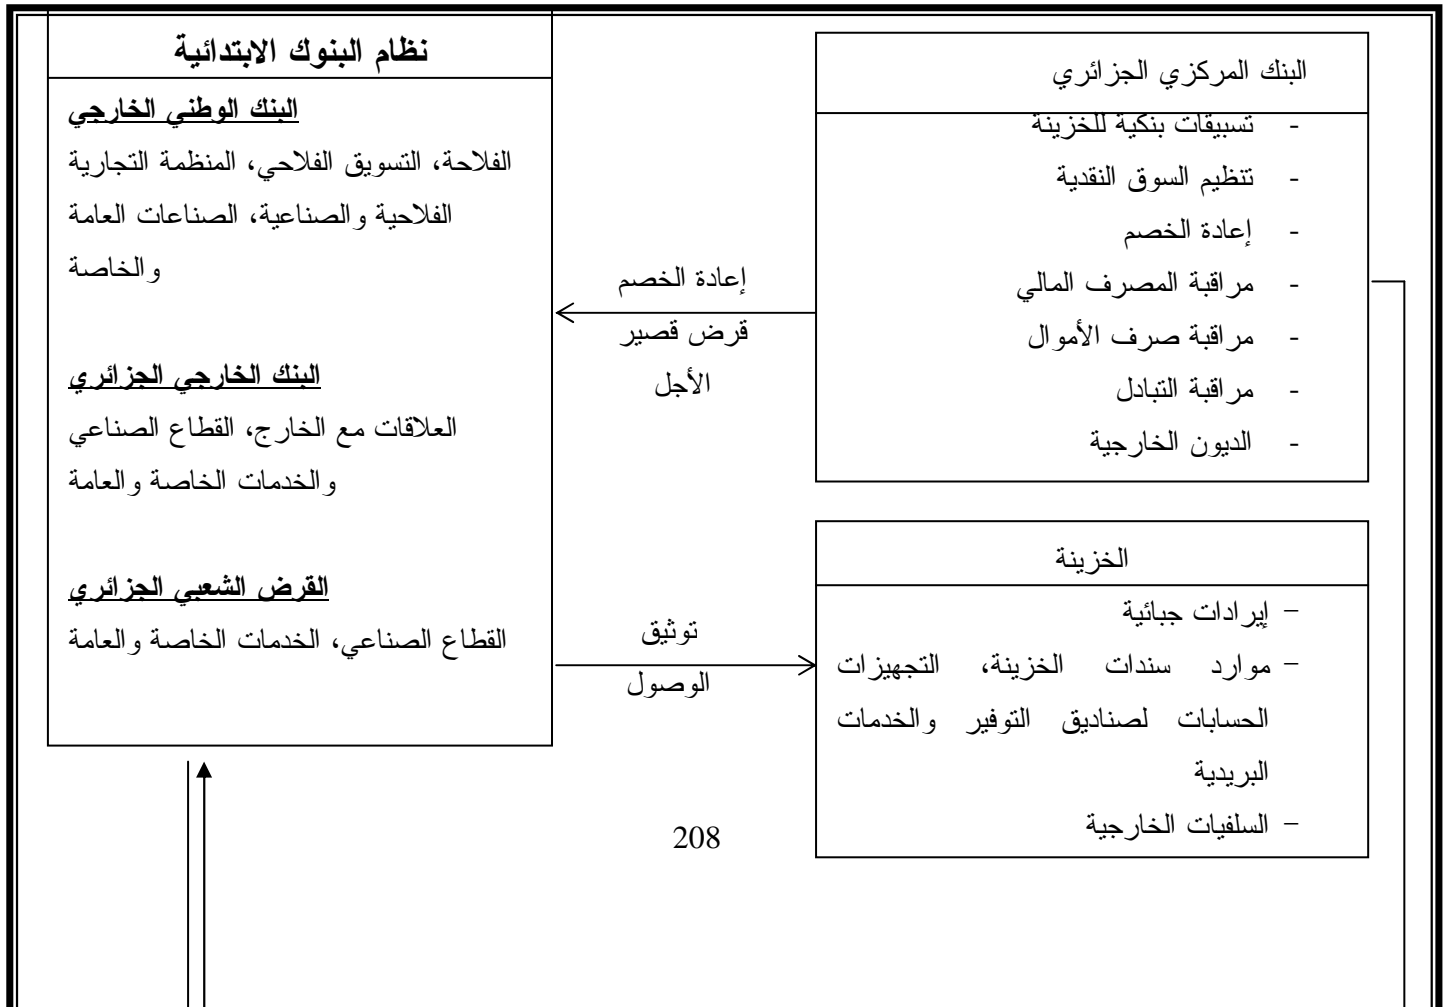 البنك المركزي الجزائري
- تسبيقات بنكية للخزينة
- تنظيم السوق النقدية
- إعادة الخصم
- مراقبة المصرف المالي
- مراقبة صرف الأموال
- مراقبة التبادل
- الديون الخارجية
إعادة الخصم
قرض قصير
الأجل
نظام البنوك الابتدائية
البنك الوطني الخارجي
الفلاحة، التسويق الفلاحي، المنظمة التجارية
الفلاحية والصناعية، الصناعات العامة
والخاصة
البنك الخارجي الجزائري
العلاقات مع الخارج، القطاع الصناعي
والخدمات الخاصة والعامة
القرض الشعبي الجزائري
القطاع الصناعي، الخدمات الخاصة والعامة
الخزينة
– إيرادات جبائية
– موارد سندات الخزينة، التجهيزات
الحسابات لصناديق التوفير والخدمات
البريدية
– السلفيات الخارجية
توثيق
الوصول
208